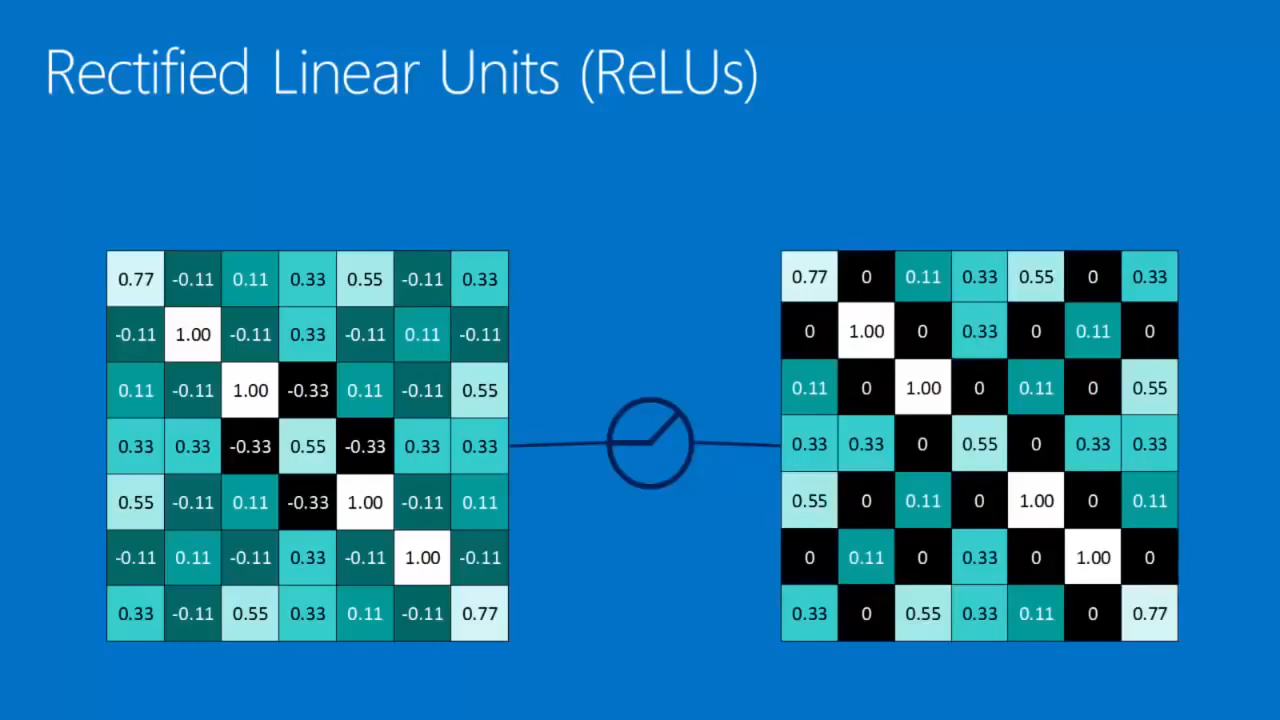 Rectified Linear Units (ReLUs)
0.77 -0.11 0.11 0.33 0.55 -0.11 0.33
-0.11 1.00 -0.11 0.33 -0.11 0.11 -0.11
0.11 -0.11 1.00 -0.33 0.11 -0.11 0.55
0.33 0.33 -0.33 0.55 -0.33 0.33 0.33
0.55 -0.11 0.11 -0.33 1.00 -0.11 0.11
-0.11 0.11 -0.11 0.33 -0.11 1.00 -0.11
0.33 -0.11 0.55 0.33 0.11 -0.11 0.77
0.77 0 0.11 0.33 0.55 0 0.33
0 1.00 0 0.33 0 0.11 0
0.11 0 1.00 0 0.11 0 0.55
0.33 0.33 0 0.55 0 0.33 0.33
0.55 0 0.11 0 1.00 0 0.11
0 0.11 0 0.33 0 1.00 0
0.33 0 0.55 0.33 0.11 0 0.77